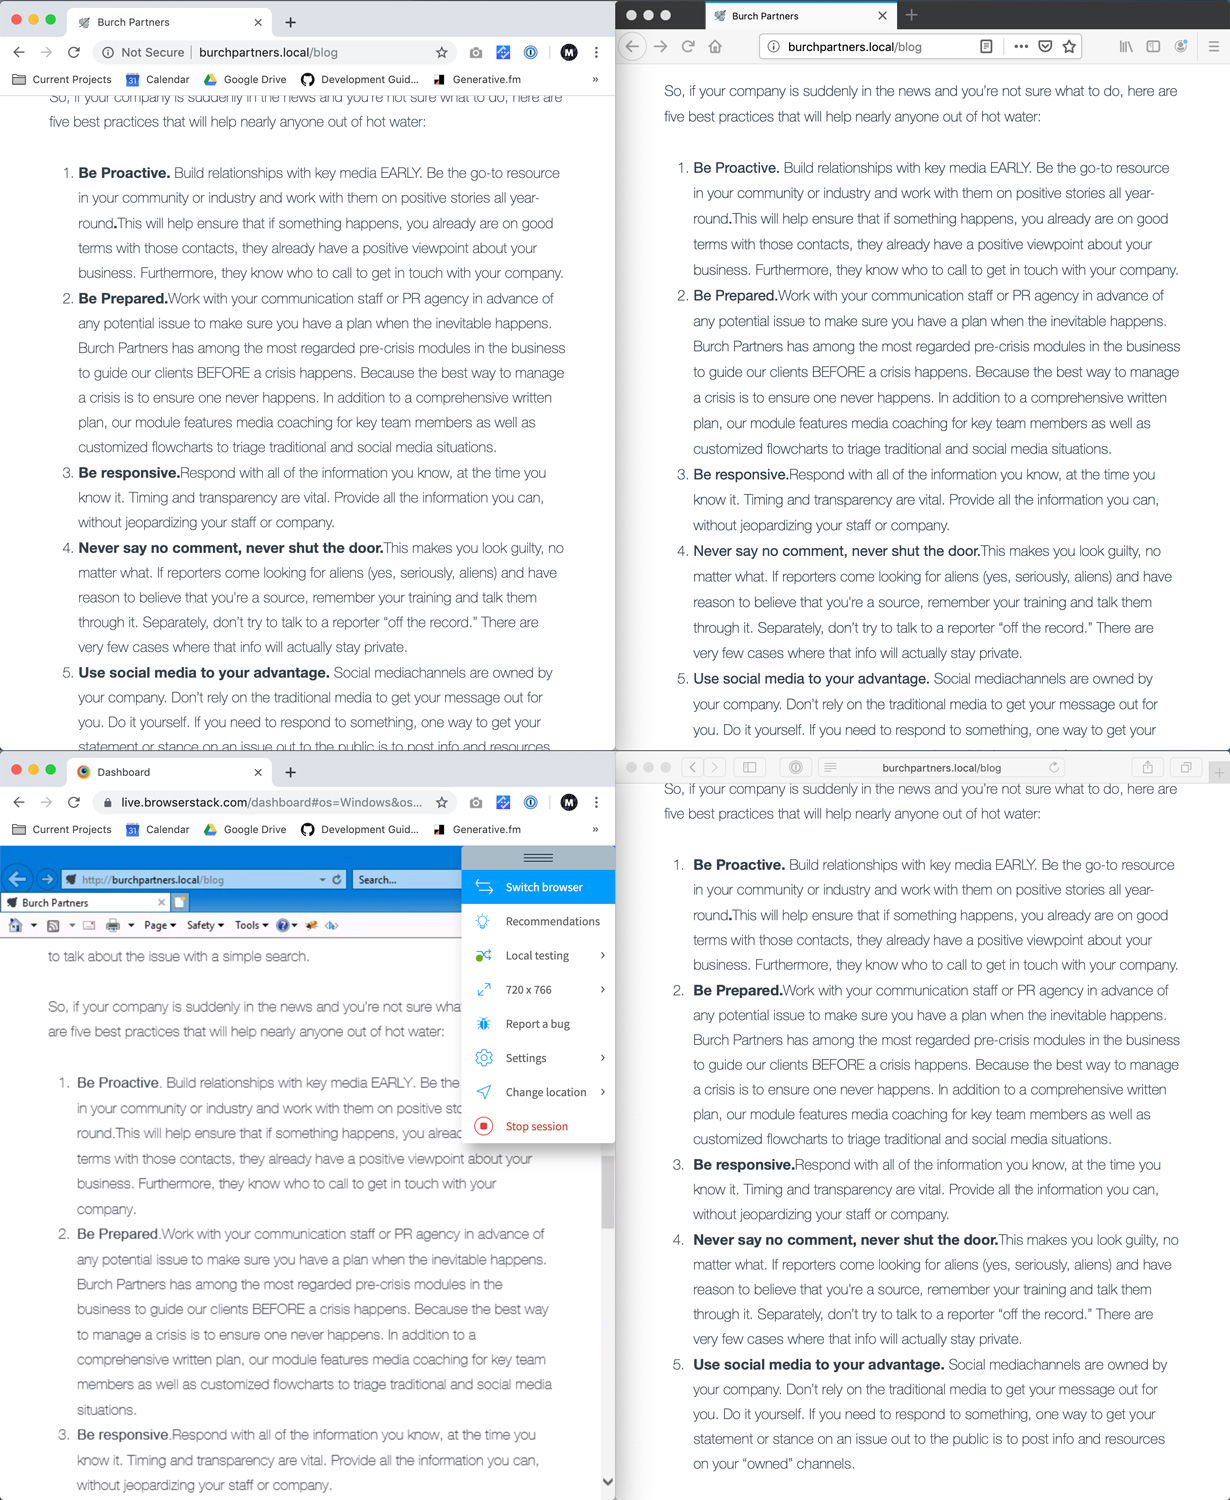 Burch Partners
Not Secure | burchpartners.local/blog
Current Projects
31
Calendar
Google Drive
Development Guid...
Generative.fm
»
So, if your company is suddenly in the news and you're not sure what to do, here are
five best practices that will help nearly anyone out of hot water:
1. Be Proactive. Build relationships with key media EARLY. Be the go-to resource
in your community or industry and work with them on positive stories all year-
round.This will help ensure that if something happens, you already are on good
terms with those contacts, they already have a positive viewpoint about your
business. Furthermore, they know who to call to get in touch with your company.
2. Be Prepared.Work with your communication staff or PR agency in advance of
any potential issue to make sure you have a plan when the inevitable happens.
Burch Partners has among the most regarded pre-crisis modules in the business
to guide our clients BEFORE a crisis happens. Because the best way to manage
a crisis is to ensure one never happens. In addition to a comprehensive written
plan, our module features media coaching for key team members as well as
customized flowcharts to triage traditional and social media situations.
3. Be responsive.Respond with all of the information you know, at the time you
know it. Timing and transparency are vital. Provide all the information you can,
without jeopardizing your staff or company.
4. Never say no comment, never shut the door.This makes you look guilty, no
matter what. If reporters come looking for aliens (yes, seriously, aliens) and have
reason to believe that you're a source, remember your training and talk them
through it. Separately, don't try to talk to a reporter “off the record.” There are
very few cases where that info will actually stay private.
5. Use social media to your advantage. Social mediachannels are owned by
your company. Don't rely on the traditional media to get your message out for
you. Do it yourself. If you need to respond to something, one way to get your
statement or stance on an issue out to the public is to post info and resources
Burch Partners
burchpartners.local/blog
So, if your company is suddenly in the news and you're not sure what to do, here are
five best practices that will help nearly anyone out of hot water:
1. Be Proactive. Build relationships with key media EARLY. Be the go-to resource
in your community or industry and work with them on positive stories all year-
round.This will help ensure that if something happens, you already are on good
terms with those contacts, they already have a positive viewpoint about your
business. Furthermore, they know who to call to get in touch with your company.
2. Be Prepared.Work with your communication staff or PR agency in advance of
any potential issue to make sure you have a plan when the inevitable happens.
Burch Partners has among the most regarded pre-crisis modules in the business
to guide our clients BEFORE a crisis happens. Because the best way to manage
a crisis is to ensure one never happens. In addition to a comprehensive written
plan, our module features media coaching for key team members as well as
customized flowcharts to triage traditional and social media situations.
3. Be responsive.Respond with all of the information you know, at the time you
know it. Timing and transparency are vital. Provide all the information you can,
without jeopardizing your staff or company.
4. Never say no comment, never shut the door.This makes you look guilty, no
matter what. If reporters come looking for aliens (yes, seriously, aliens) and have
reason to believe that you're a source, remember your training and talk them
through it. Separately, don't try to talk to a reporter “off the record.” There are
very few cases where that info will actually stay private.
5. Use social media to your advantage. Social mediachannels are owned by
your company. Don't rely on the traditional media to get your message out for
you. Do it yourself. If you need to respond to something, one way to get your
Dashboard
live.browserstack.com/dashboard#os=Windows&os...
M
Current Projects
31
Calendar
Google Drive
Development Guid...
Generative.fm
»
http://burchpartners.local/blog
Search...
Burch Partners
Page
Safety
Tools
Switch browser
Recommendations
Local testing
720 x 766
Report a bug
Settings
Change location
Stop session
to talk about the issue with a simple search.
So, if your company is suddenly in the news and you're not sure wha
are five best practices that will help nearly anyone out of hot water:
1. Be Proactive. Build relationships with key media EARLY. Be the
in your community or industry and work with them on positive sto
round.This will help ensure that if something happens, you alread
terms with those contacts, they already have a positive viewpoint about your
business. Furthermore, they know who to call to get in touch with your
company.
2. Be Prepared.Work with your communication staff or PR agency in advance of
any potential issue to make sure you have a plan when the inevitable happens.
Burch Partners has among the most regarded pre-crisis modules in the
business to guide our clients BEFORE a crisis happens. Because the best way
to manage a crisis is to ensure one never happens. In addition to a
comprehensive written plan, our module features media coaching for key team
members as well as customized flowcharts to triage traditional and social media
situations.
3. Be responsive.Respond with all of the information you know, at the time you
know it. Timing and transparency are vital. Provide all the information you can,
without jeopardizing your staff or company.
burchpartners.local/blog
So, if your company is suddenly in the news and you're not sure what to do, here are
five best practices that will help nearly anyone out of hot water:
1. Be Proactive. Build relationships with key media EARLY. Be the go-to resource
in your community or industry and work with them on positive stories all year-
round.This will help ensure that if something happens, you already are on good
terms with those contacts, they already have a positive viewpoint about your
business. Furthermore, they know who to call to get in touch with your company.
2. Be Prepared.Work with your communication staff or PR agency in advance of
any potential issue to make sure you have a plan when the inevitable happens.
Burch Partners has among the most regarded pre-crisis modules in the business
to guide our clients BEFORE a crisis happens. Because the best way to manage
a crisis is to ensure one never happens. In addition to a comprehensive written
plan, our module features media coaching for key team members as well as
customized flowcharts to triage traditional and social media situations.
3. Be responsive.Respond with all of the information you know, at the time you
know it. Timing and transparency are vital. Provide all the information you can,
without jeopardizing your staff or company.
4. Never say no comment, never shut the door.This makes you look guilty, no
matter what. If reporters come looking for aliens (yes, seriously, aliens) and have
reason to believe that you're a source, remember your training and talk them
through it. Separately, don't try to talk to a reporter “off the record.” There are
very few cases where that info will actually stay private.
5. Use social media to your advantage. Social mediachannels are owned by
your company. Don't rely on the traditional media to get your message out for
you. Do it yourself. If you need to respond to something, one way to get your
statement or stance on an issue out to the public is to post info and resources
on your “owned” channels.